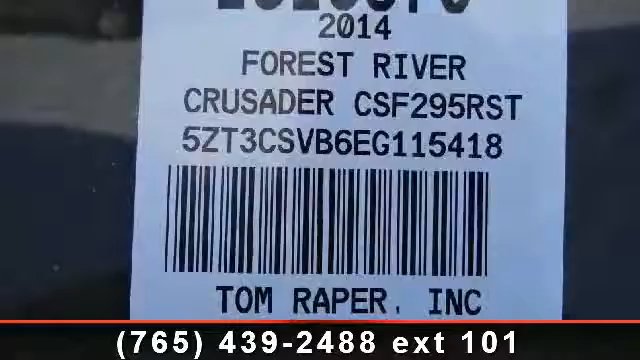 2014
FOREST RIVER
CRUSADER CSF295RST
5ZT3CSVB6EG115418
TOM RAPER, INC
(765) 439-2488 ext 101